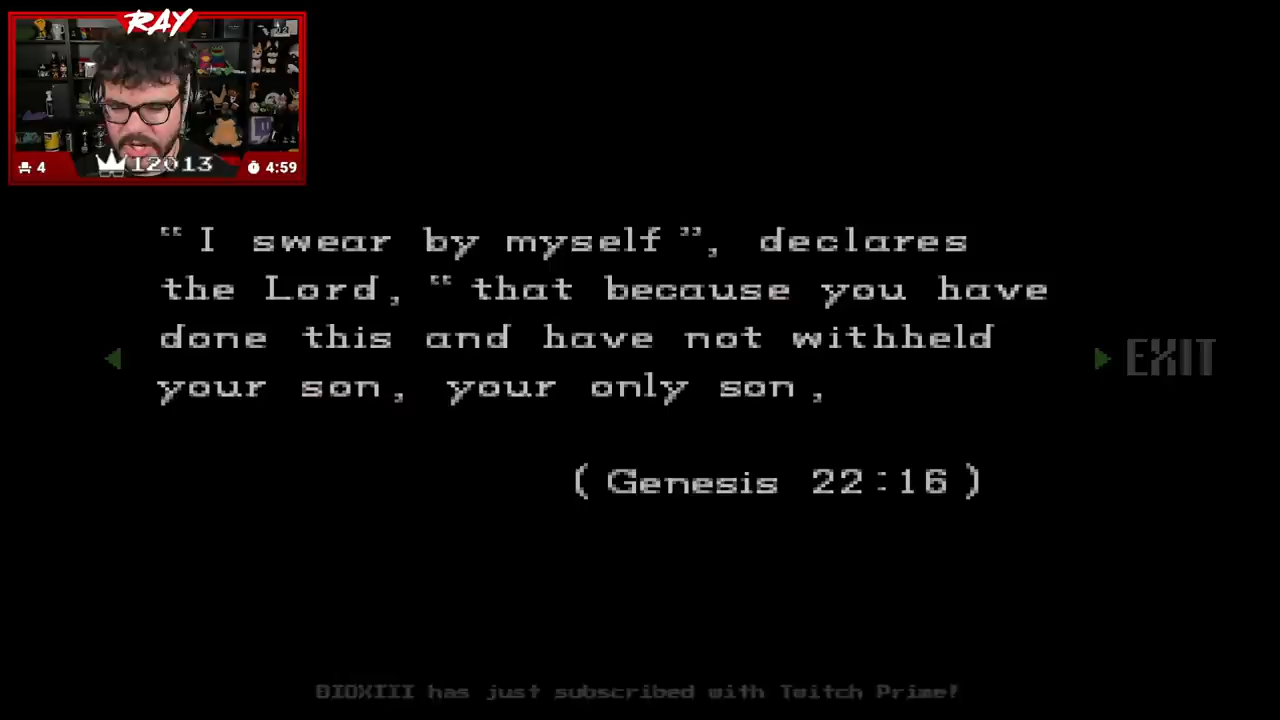 RAY
4
12013
4:59
"I swear by myself", declares
the Lord, "that because you have
done this and have not withheld
your son, your only son,
EXIT
(Genesis 22:16)
BIOXIII has just subscribed with Twitch Prime!